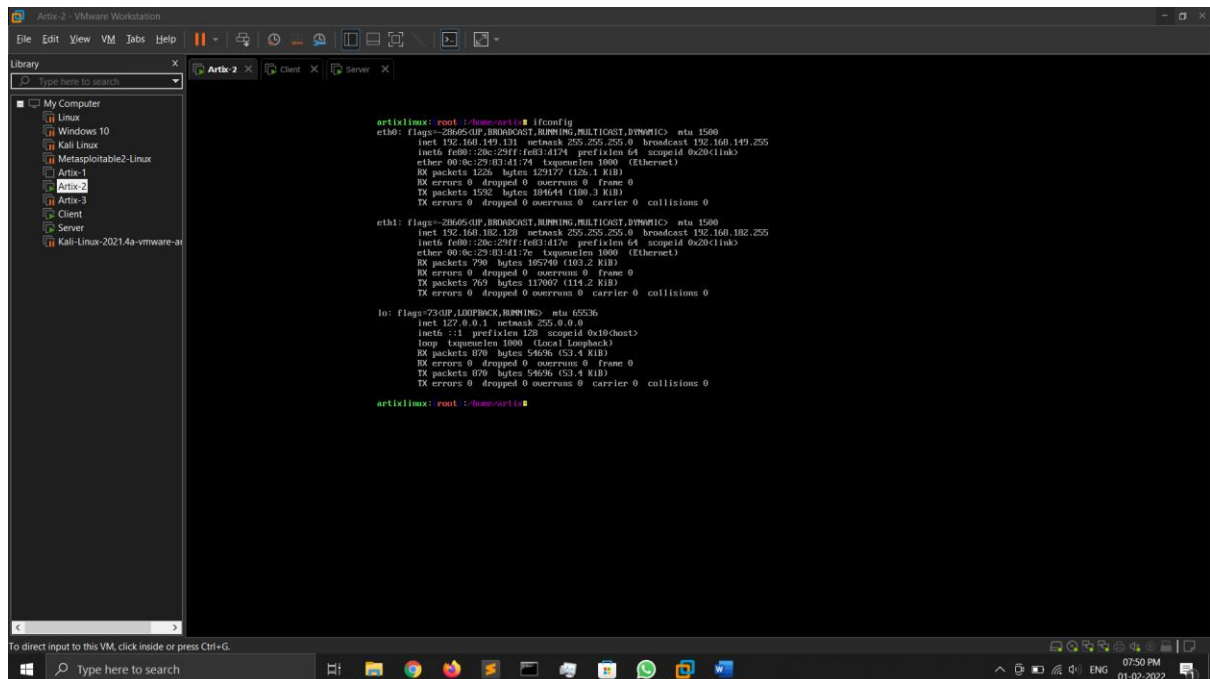 Artix-2 - VMware Workstation
File Edit View VM Tabs Help
Library
Type here to search
My Computer
Linux
Windows 10
Kali Linux
Metasploitable2-Linux
Artix-1
Artix-2
Artix-3
Client
Server
Kali-Linux-2021.4a-vmware-ar
Artix-2 Client Server
artixlinux: root :/home/artix# ifconfig
eth0: flags=-28605<UP,BROADCAST,RUNNING,MULTICAST,DYNAMIC> mtu 1500
inet 192.168.149.131 netmask 255.255.255.0 broadcast 192.168.149.255
inet6 fe80::20c:29ff:fe83:d174 prefixlen 64 scopeid 0x20<link>
ether 00:0c:29:83:d1:74 txqueuelen 1000 (Ethernet)
RX packets 1226 bytes 129177 (126.1 KiB)
RX errors 0 dropped 0 overruns 0 frame 0
TX packets 1592 bytes 184644 (180.3 KiB)
TX errors 0 dropped 0 overruns 0 carrier 0 collisions 0
eth1: flags=-28605<UP,BROADCAST,RUNNING,MULTICAST,DYNAMIC> mtu 1500
inet 192.168.182.128 netmask 255.255.255.0 broadcast 192.168.182.255
inet6 fe80::20c:29ff:fe83:d17e prefixlen 64 scopeid 0x20<link>
ether 00:0c:29:83:d1:7e txqueuelen 1000 (Ethernet)
RX packets 790 bytes 105740 (103.2 KiB)
RX errors 0 dropped 0 overruns 0 frame 0
TX packets 769 bytes 117007 (114.2 KiB)
TX errors 0 dropped 0 overruns 0 carrier 0 collisions 0
lo: flags=73<UP,LOOPBACK,RUNNING> mtu 65536
inet 127.0.0.1 netmask 255.0.0.0
inet6 ::1 prefixlen 128 scopeid 0x10<host>
loop txqueuelen 1000 (Local Loopback)
RX packets 870 bytes 54696 (53.4 KiB)
RX errors 0 dropped 0 overruns 0 frame 0
TX packets 870 bytes 54696 (53.4 KiB)
TX errors 0 dropped 0 overruns 0 carrier 0 collisions 0
artixlinux: root :/home/artix#
To direct input to this VM, click inside or press Ctrl+G.
Type here to search
ENG
07:50 PM
01-02-2022